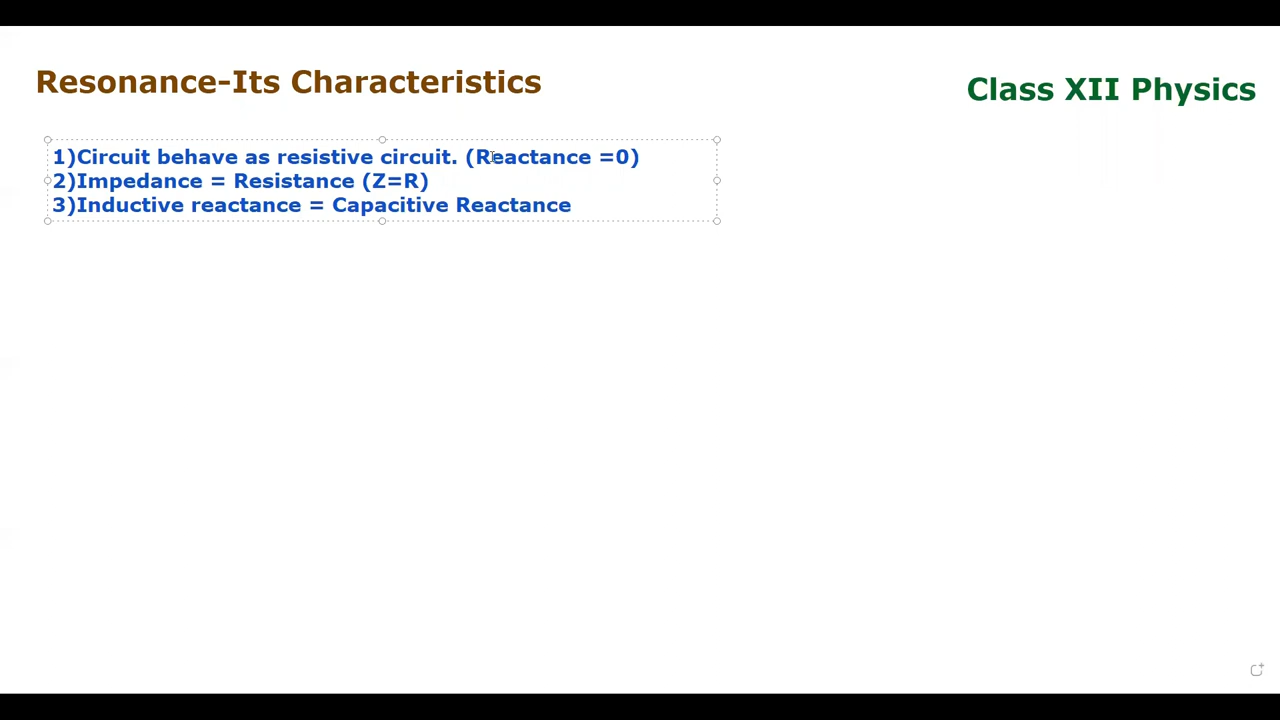 Resonance-Its Characteristics
Class XII Physics
1)Circuit behave as resistive circuit. (Reactance =0)
2)Impedance = Resistance (Z=R)
3)Inductive reactance = Capacitive Reactance